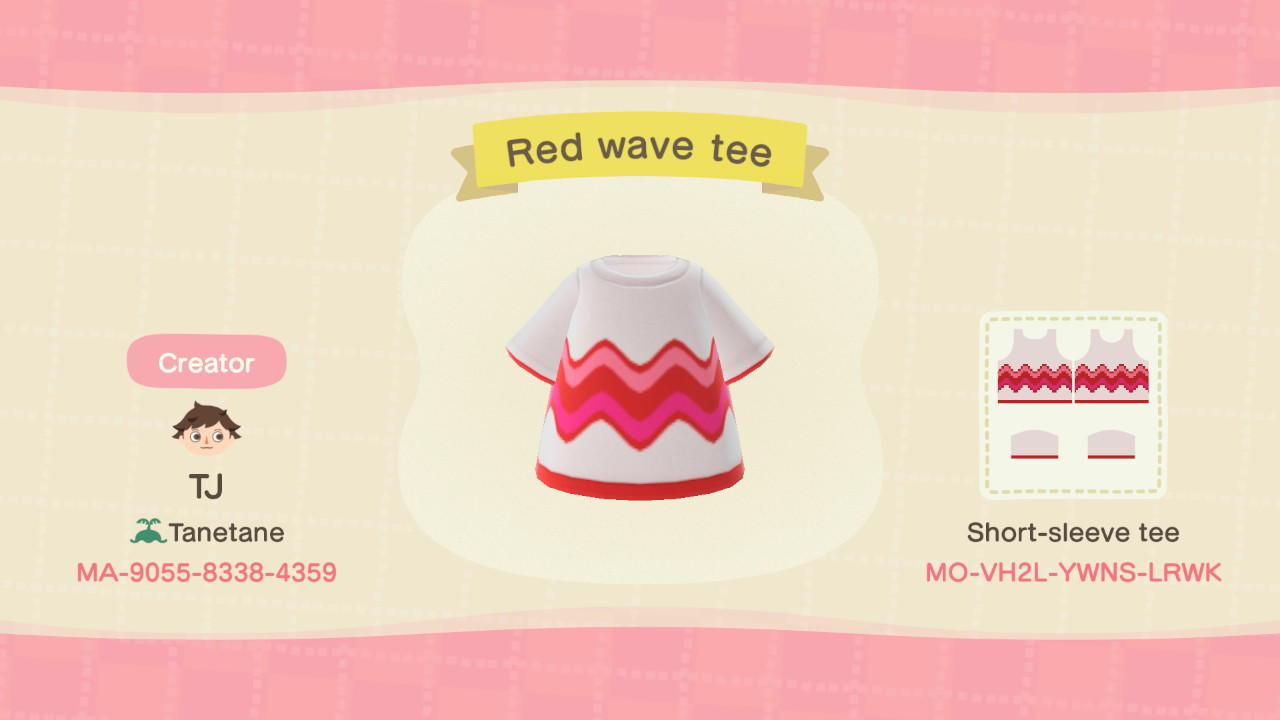 Red wave tee
Creator
TJ
Tanetane
MA-9055-8338-4359
Short-sleeve tee
MO-VH2L-YWNS-LRWK